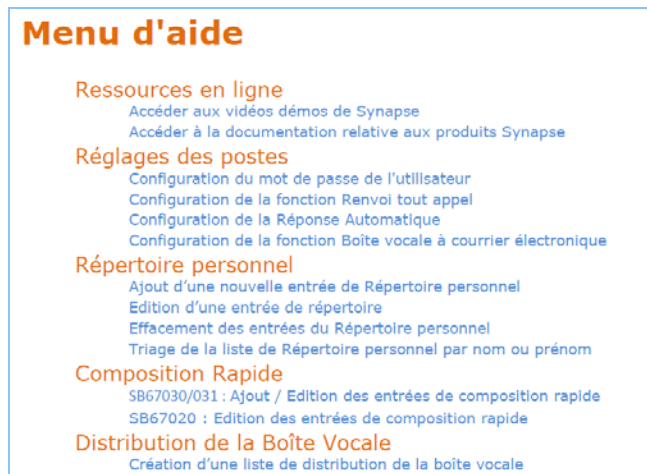 Menu d'aide
Ressources en ligne
Accéder aux vidéos démos de Synapse
Accéder à la documentation relative aux produits Synapse
Réglages des postes
Configuration du mot de passe de l'utilisateur
Configuration de la fonction Renvoi tout appel
Configuration de la Réponse Automatique
Configuration de la fonction Boîte vocale à courrier électronique
Répertoire personnel
Ajout d’une nouvelle entrée de Répertoire personnel
Edition d’une entrée de répertoire
Effacement des entrées du Répertoire personnel
Triage de la liste de Répertoire personnel par nom ou prénom
Composition Rapide
SB67030/031 : Ajout / Edition des entrées de composition rapide
SB67020 : Edition des entrées de composition rapide
Distribution de la Boîte Vocale
Création d’une liste de distribution de la boîte vocale